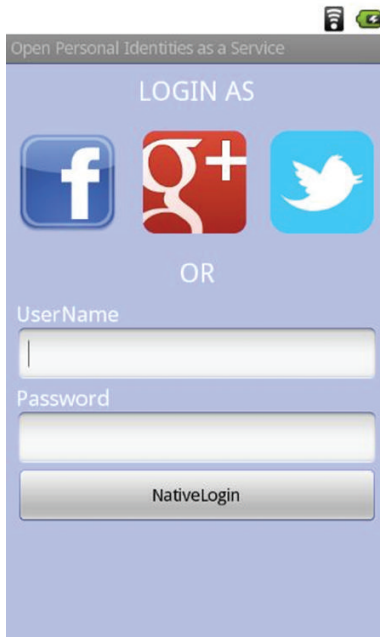 Open Personal Identities as a Service
LOGIN AS
f
g+
OR
UserName
Password
NativeLogin